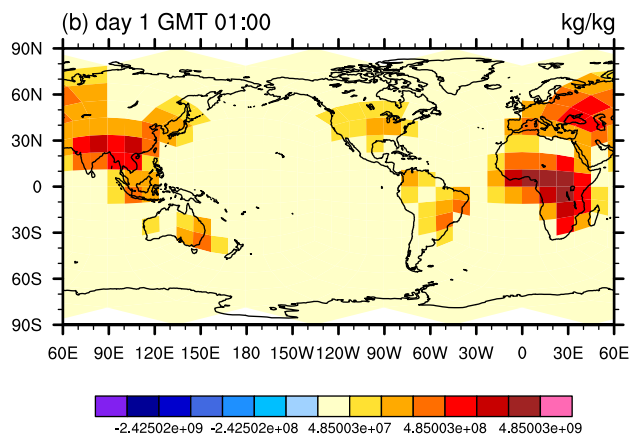 (b) day 1 GMT 01:00 kg/kg
90N
60N
30N
0
30S
60S
90S
60E 90E 120E 150E 180 150W 120W 90W 60W 30W 0 30E 60E
-2.42502e+09 -2.42502e+08 4.85003e+07 4.85003e+08 4.85003e+09